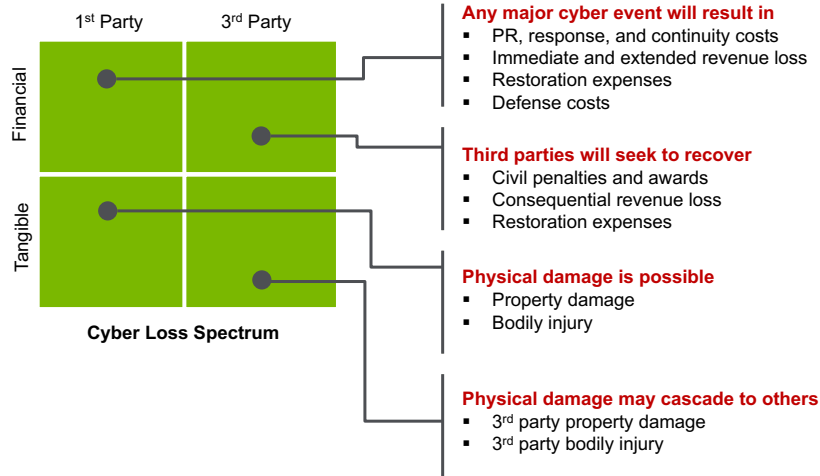 1st Party 3rd Party
Financial
Tangible
Cyber Loss Spectrum
Any major cyber event will result in
▪ PR, response, and continuity costs
▪ Immediate and extended revenue loss
▪ Restoration expenses
▪ Defense costs
Third parties will seek to recover
▪ Civil penalties and awards
▪ Consequential revenue loss
▪ Restoration expenses
Physical damage is possible
▪ Property damage
▪ Bodily injury
Physical damage may cascade to others
▪ 3rd party property damage
▪ 3rd party bodily injury